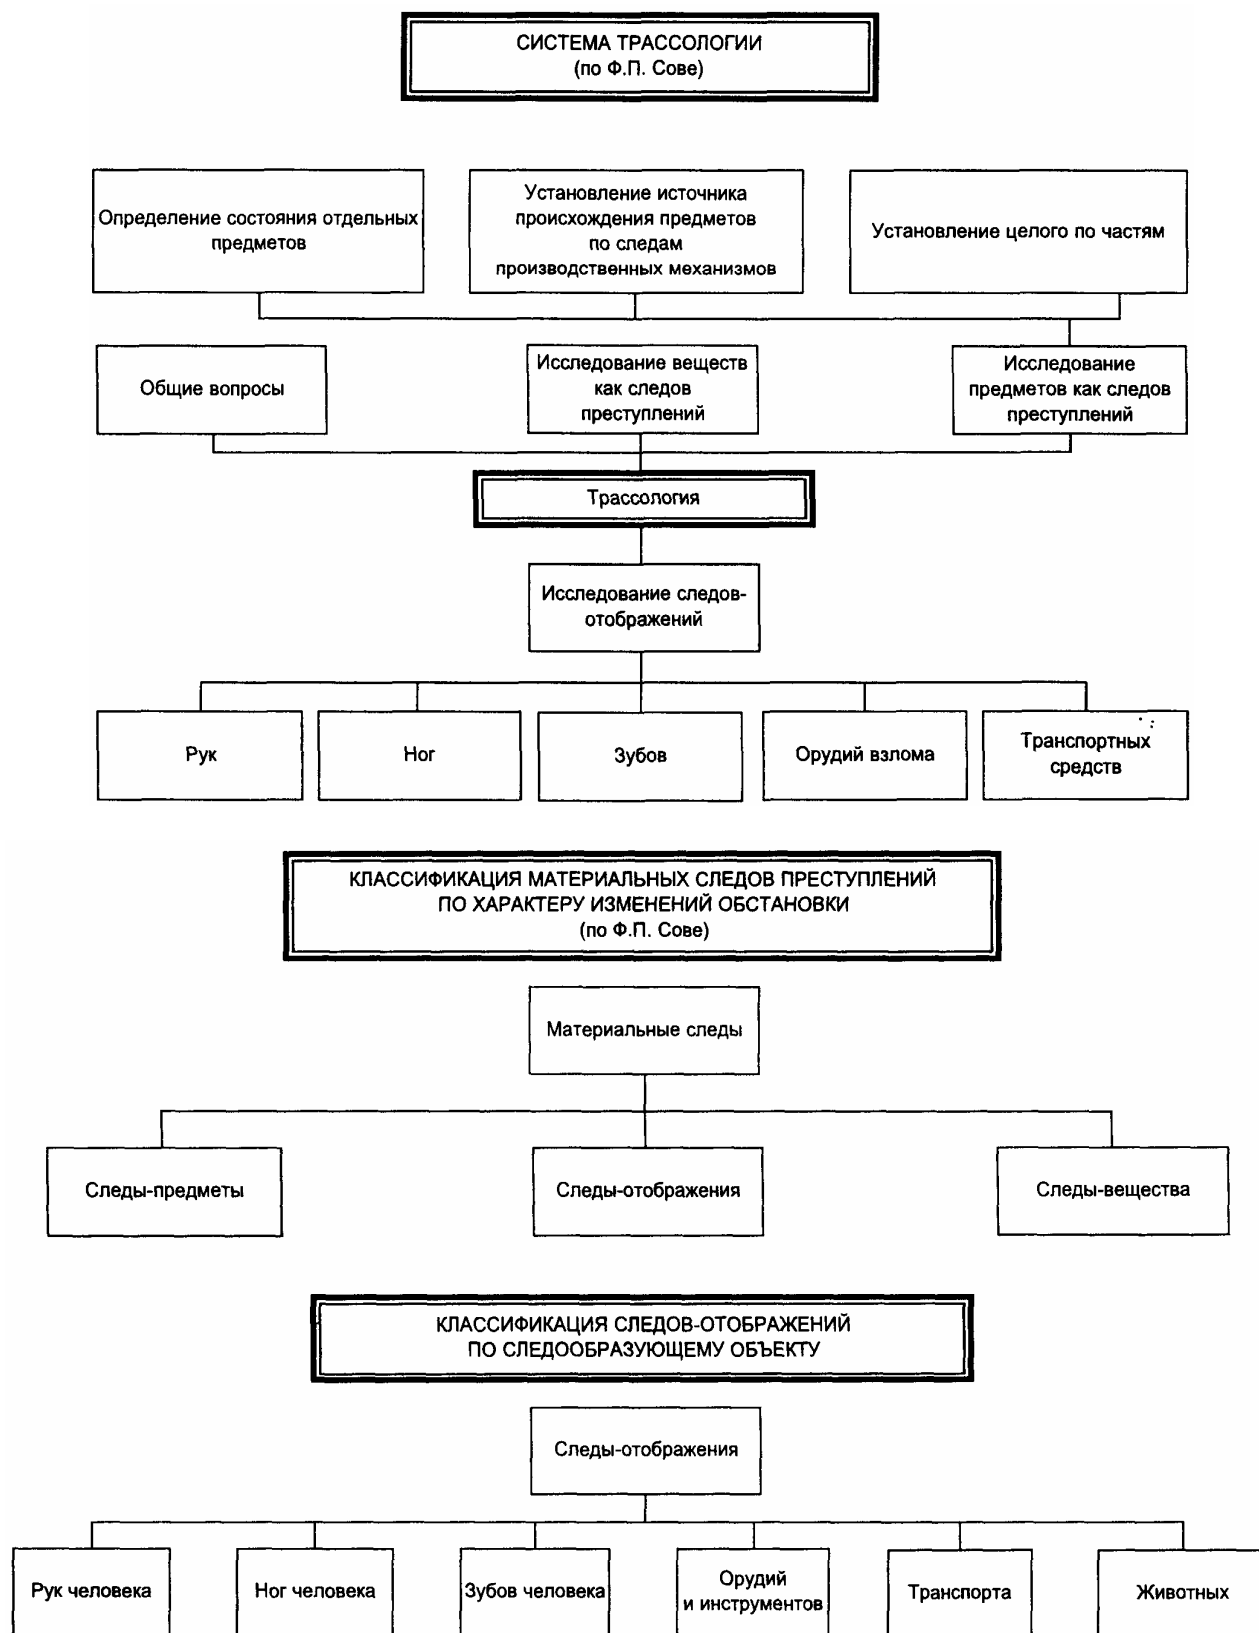 СИСТЕМА ТРАССОЛОГИИ
(по Ф.П. Сове)
Определение состояния отдельных
предметов
Установление источника
происхождения предметов
по следам
производственных механизмов
Установление целого по частям
Общие вопросы
Исследование веществ
как следов
преступлений
Исследование
предметов как следов
преступлений
Трассология
Исследование следов-
отображений
Рук
Ног
Зубов
Орудий взлома
Транспортных
средств
КЛАССИФИКАЦИЯ МАТЕРИАЛЬНЫХ СЛЕДОВ ПРЕСТУПЛЕНИЙ
ПО ХАРАКТЕРУ ИЗМЕНЕНИЙ ОБСТАНОВКИ
(по Ф.П. Сове)
Материальные следы
Следы-предметы
Следы-отображения
Следы-вещества
КЛАССИФИКАЦИЯ СЛЕДОВ-ОТОБРАЖЕНИЙ
ПО СЛЕДООБРАЗУЮЩЕМУ ОБЪЕКТУ
Следы-отображения
Рук человека
Ног человека
Зубов человека
Орудий
и инструментов
Транспорта
Животных